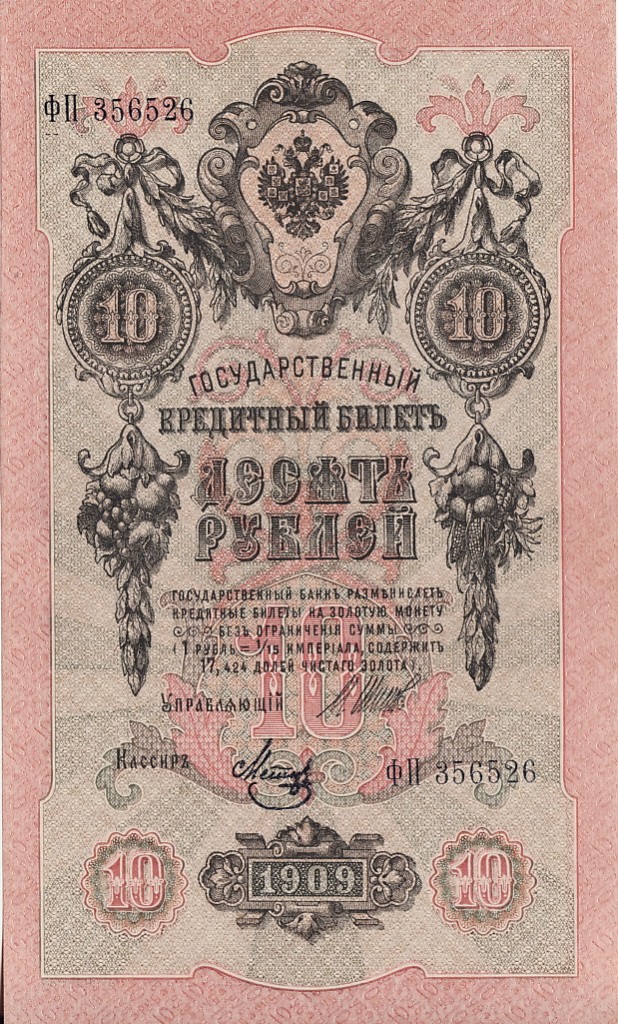 ФП 356526
10 10
ГОСУДАРСТВЕННЫЙ
КРЕДИТНЫЙ БИЛЕТЪ
ДЕСЯТЬ
РУБЛЕЙ
ГОСУДАРСТВЕННЫЙ БАНКЪ РАЗМѢНИВАЕТЪ
КРЕДИТНЫЕ БИЛЕТЫ НА ЗОЛОТУЮ МОНЕТУ
БЕЗЪ ОГРАНИЧЕНІЯ СУММЫ
(1 РУБЛЬ = 1/15 ИМПЕРІАЛА, СОДЕРЖИТЪ
17,424 ДОЛЕЙ ЧИСТАГО ЗОЛОТА).
10
УПРАВЛЯЮЩІЙ
КАССИРЪ
ФП 356526
10 1909 10